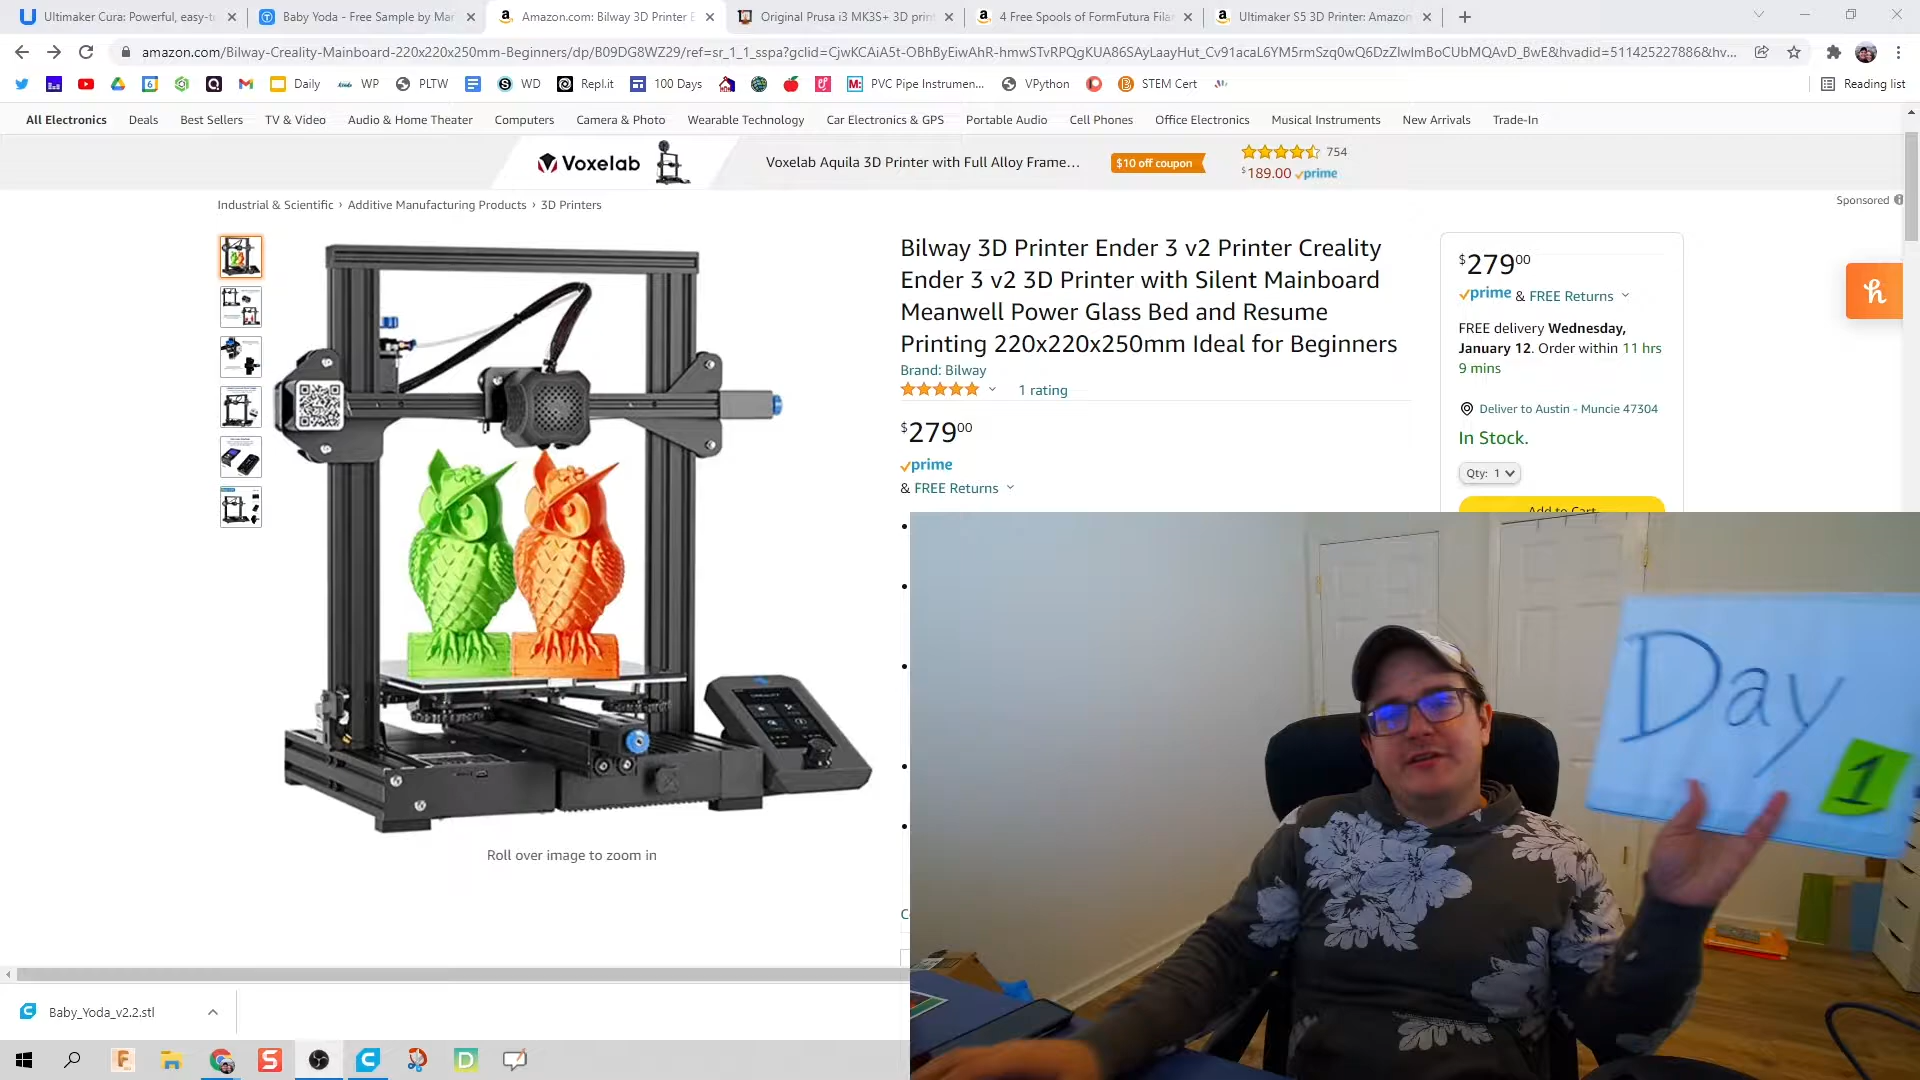 Ultimaker Cura: Powerful, easy-t
Baby Yoda - Free Sample by Mar
Amazon.com: Bilway 3D Printer E
Original Prusa i3 MK3S+ 3D print
4 Free Spools of FormFutura Fila
Ultimaker S5 3D Printer: Amazon
amazon.com/Bilway-Creality-Mainboard-220x220x250mm-Beginners/dp/B09DG8WZ29/ref=sr_1_1_sspa?gclid=CjwKCAiA5t-OBhByEiwAhR-hmwSTvRPQgKUA86SAyLaayHut_Cv91acaL6YM5rmSzq0wQ6DzZlwImBoCUbMQAvD_BwE&hvadid=511425227886&hv...
Daily
WP
PLTW
WD
Repl.it
100 Days
PVC Pipe Instrumen...
VPython
STEM Cert
Reading list
All Electronics
Deals
Best Sellers
TV & Video
Audio & Home Theater
Computers
Camera & Photo
Wearable Technology
Car Electronics & GPS
Portable Audio
Cell Phones
Office Electronics
Musical Instruments
New Arrivals
Trade-In
Voxelab
Voxelab Aquila 3D Printer with Full Alloy Frame...
$10 off coupon
754
$189.00 prime
Sponsored
Industrial & Scientific › Additive Manufacturing Products › 3D Printers
Bilway 3D Printer Ender 3 v2 Printer Creality
Ender 3 v2 3D Printer with Silent Mainboard
Meanwell Power Glass Bed and Resume
Printing 220x220x250mm Ideal for Beginners
Brand: Bilway
1 rating
$27900
prime
& FREE Returns
$27900
prime & FREE Returns
FREE delivery Wednesday,
January 12. Order within 11 hrs
9 mins
Deliver to Austin - Muncie 47304
In Stock.
Qty: 1
Add to Cart
Roll over image to zoom in
Day
1
Baby_Yoda_v2.2.stl